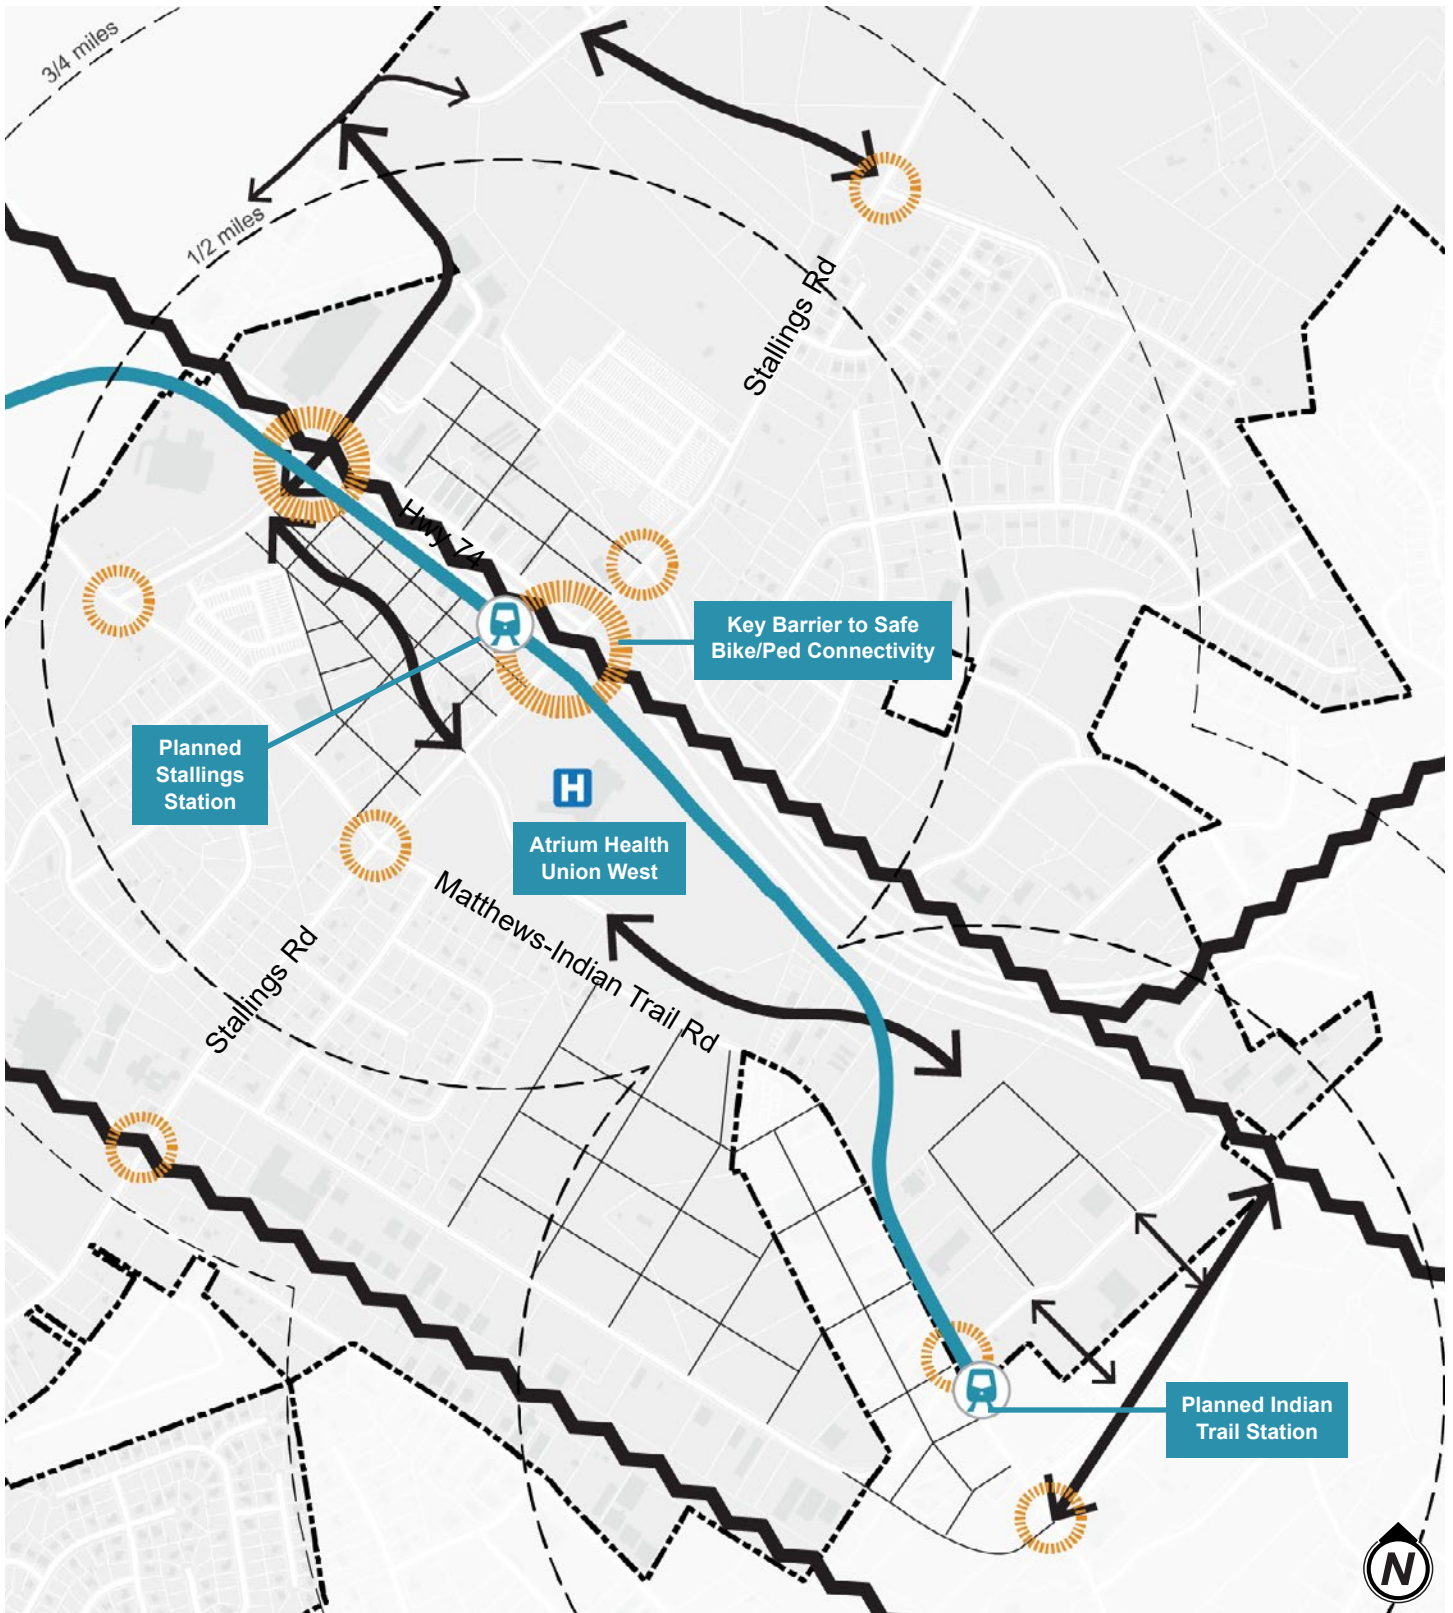 3/4 miles
1/2 miles
Stallings Rd
Hwy 74
Key Barrier to Safe
Bike/Ped Connectivity
Planned
Stallings
Station
H
Atrium Health
Union West
Matthews-Indian Trail Rd
Stallings Rd
Planned Indian
Trail Station
N